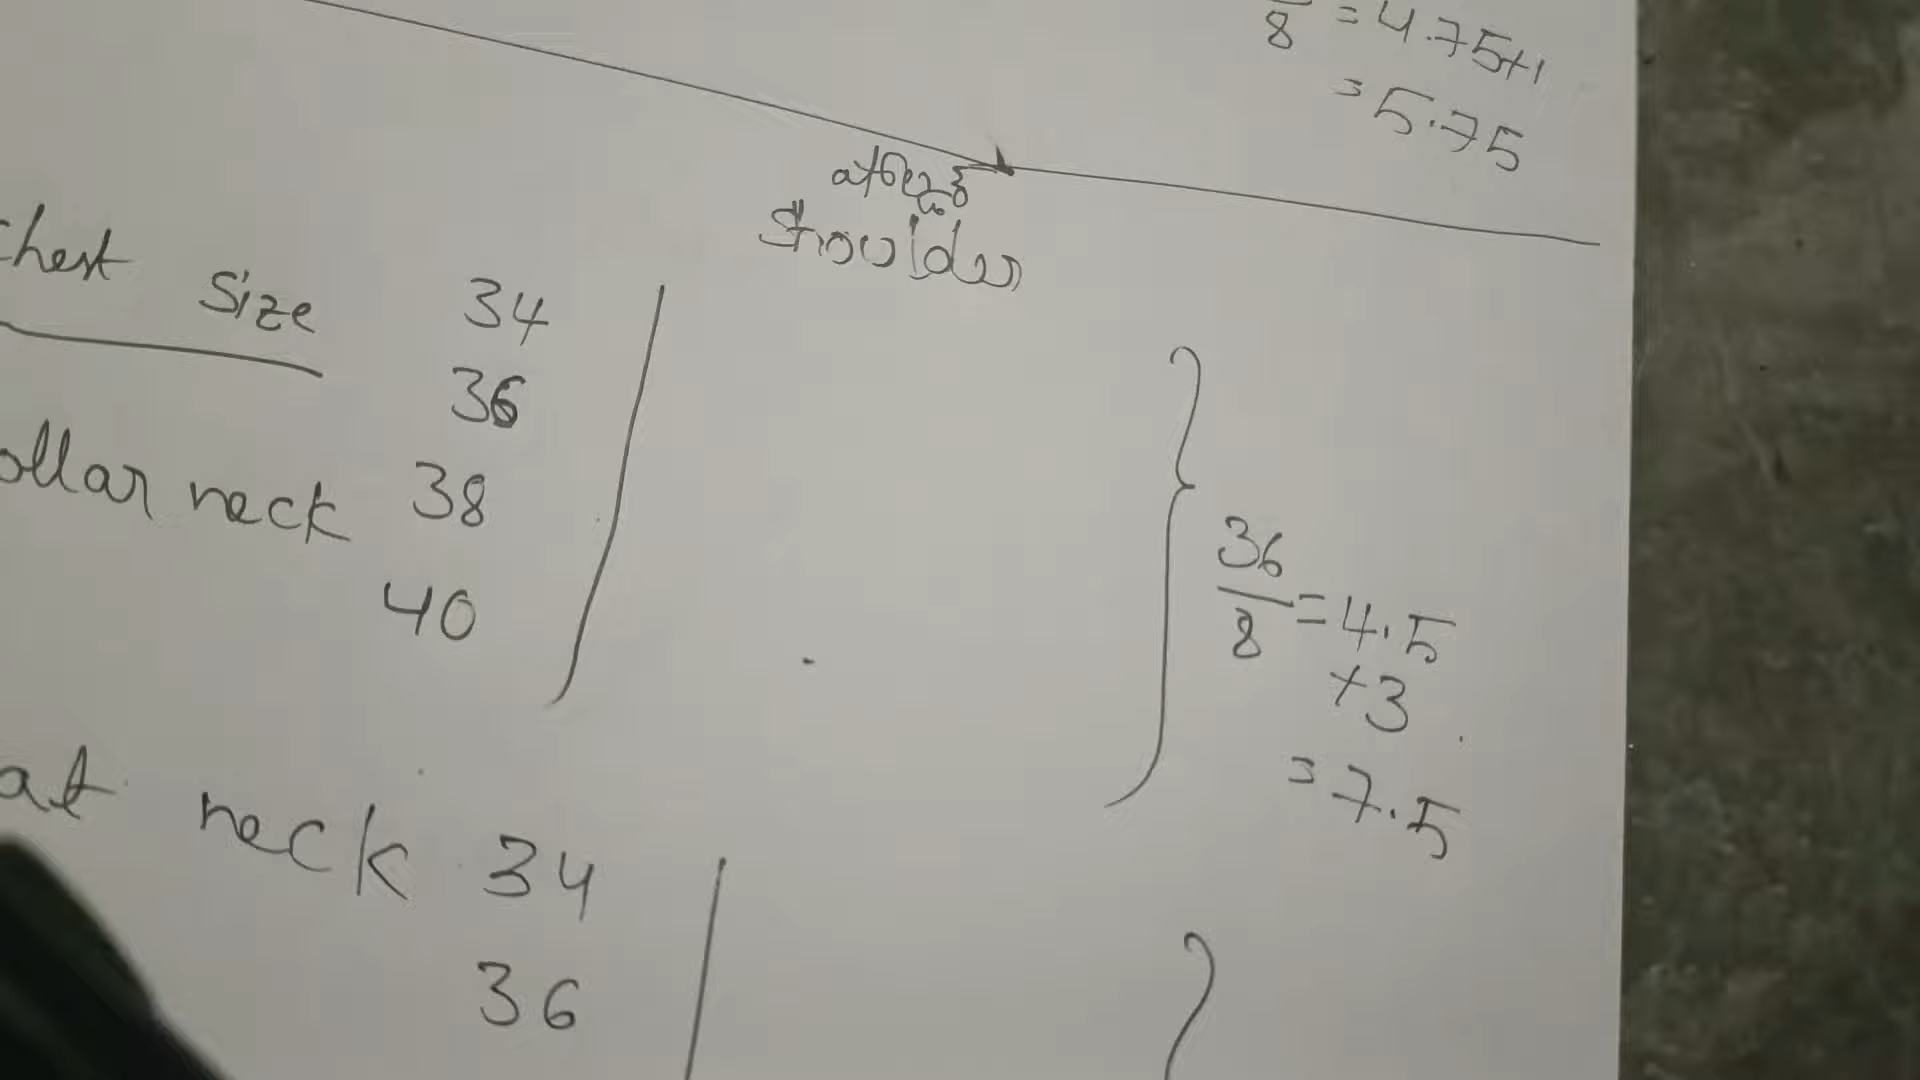 8 = 4.75+1
= 5.75
Shoulder
chest size 34
36
ollar neck 38
40
36
8 = 4.5
+3
= 7.5
at neck 34
36